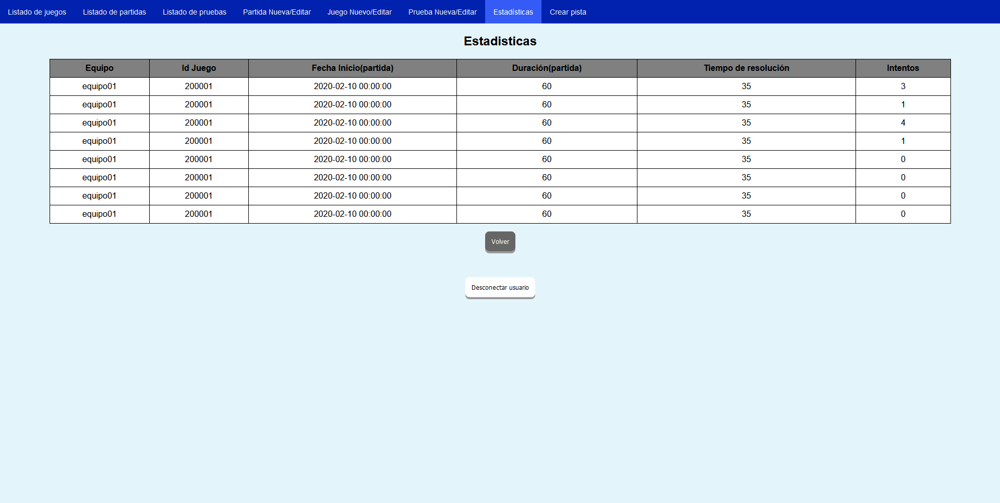 Listado de juegos Listado de partidas Listado de pruebas Partida Nueva/Editar Juego Nuevo/Editar Prueba Nueva/Editar Estadísticas Crear pista
Estadisticas
Equipo Id Juego Fecha Inicio(partida) Duración(partida) Tiempo de resolución Intentos
equipo01 200001 2020-02-10 00:00:00 60 35 3
equipo01 200001 2020-02-10 00:00:00 60 35 1
equipo01 200001 2020-02-10 00:00:00 60 35 4
equipo01 200001 2020-02-10 00:00:00 60 35 1
equipo01 200001 2020-02-10 00:00:00 60 35 0
equipo01 200001 2020-02-10 00:00:00 60 35 0
equipo01 200001 2020-02-10 00:00:00 60 35 0
equipo01 200001 2020-02-10 00:00:00 60 35 0
Volver
Desconectar usuario